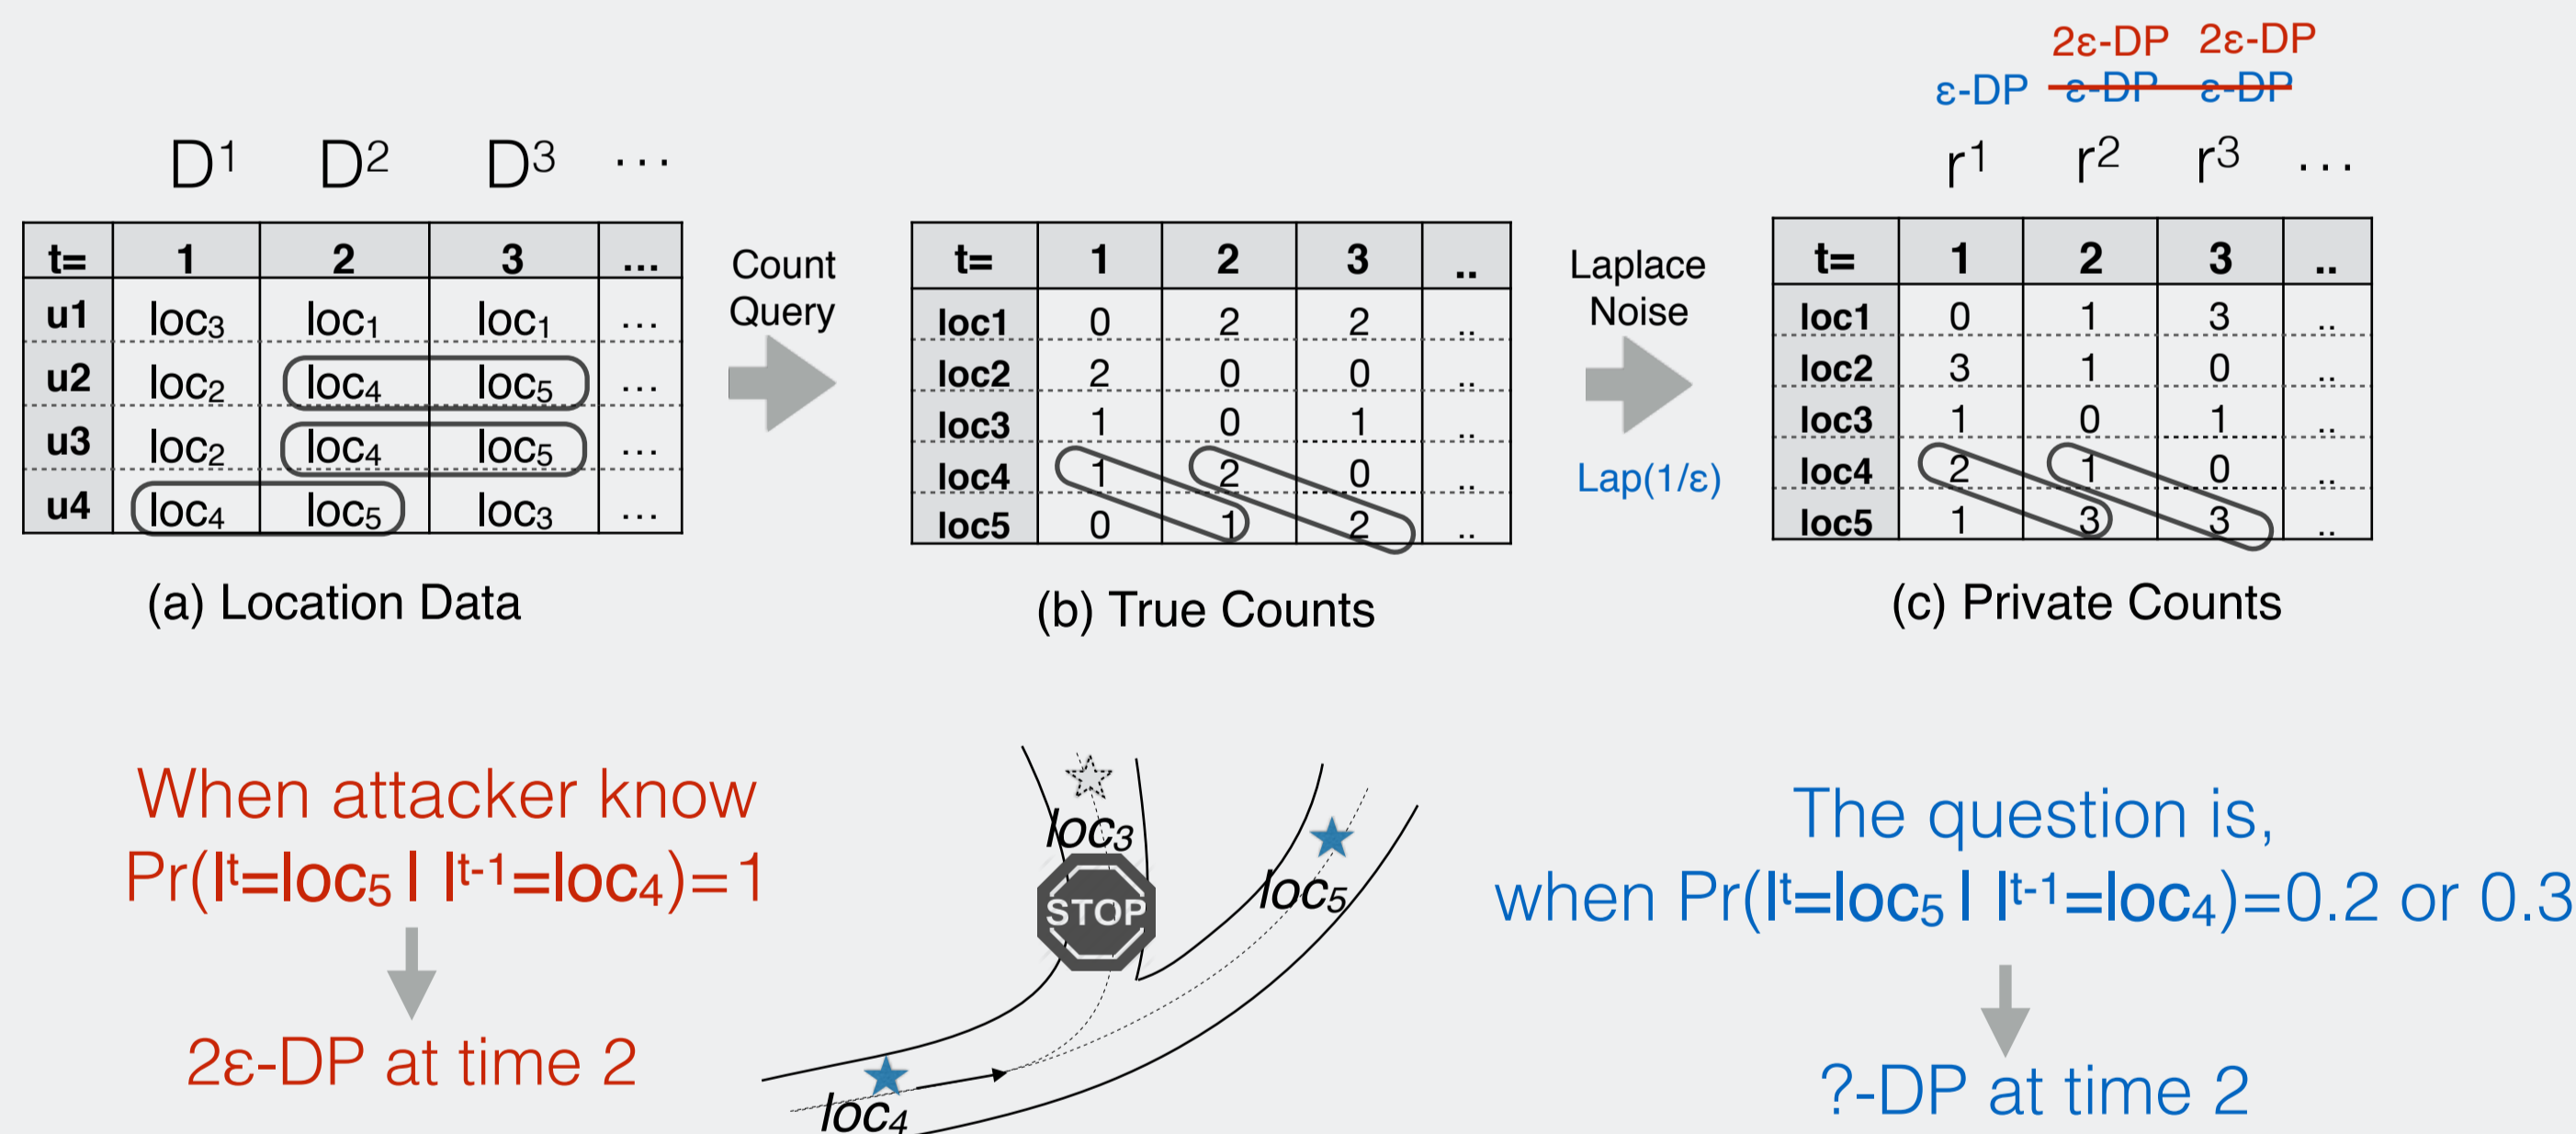 2ε-DP 2ε-DP
ε-DP ε-DP ε-DP
D¹ D² D³ ...
r¹ r² r³ ...
t= 1 2 3 ...
u1 loc₃ loc₁ loc₁ ...
u2 loc₂ loc₄ loc₅ ...
u3 loc₂ loc₄ loc₅ ...
u4 loc₄ loc₅ loc₃ ...
(a) Location Data
Count
Query
t= 1 2 3 ..
loc1 0 2 2 ..
loc2 2 0 0 ..
loc3 1 0 1 ..
loc4 1 2 0 ..
loc5 0 1 2 ..
(b) True Counts
Laplace
Noise
Lap(1/ε)
t= 1 2 3 ..
loc1 0 1 3 ..
loc2 3 1 0 ..
loc3 1 0 1 ..
loc4 2 1 0 ..
loc5 1 3 3 ..
(c) Private Counts
When attacker know
Pr(lᵗ=loc₅ | lᵗ⁻¹=loc₄)=1
2ε-DP at time 2
loc₃
STOP
loc₅
loc₄
The question is,
when Pr(lᵗ=loc₅ | lᵗ⁻¹=loc₄)=0.2 or 0.3
?-DP at time 2